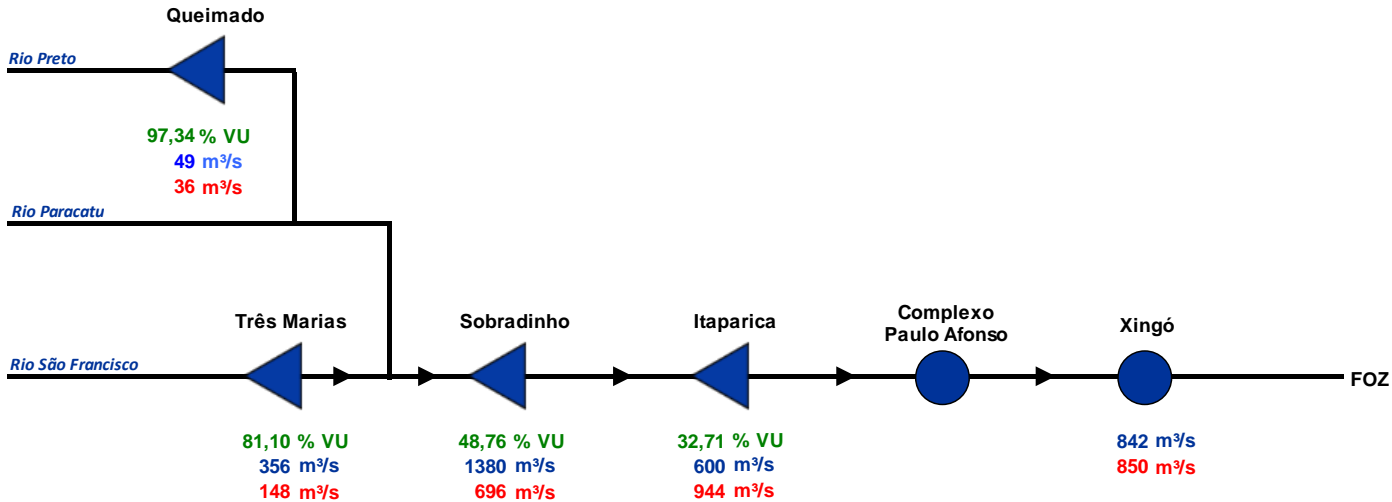 Queimado
Rio Preto
97,34 % VU
49 m³/s
36 m³/s
Rio Paracatu
Três Marias
Sobradinho
Itaparica
Complexo
Paulo Afonso
Xingó
Rio São Francisco
FOZ
81,10 % VU
356 m³/s
148 m³/s
48,76 % VU
1380 m³/s
696 m³/s
32,71 % VU
600 m³/s
944 m³/s
842 m³/s
850 m³/s